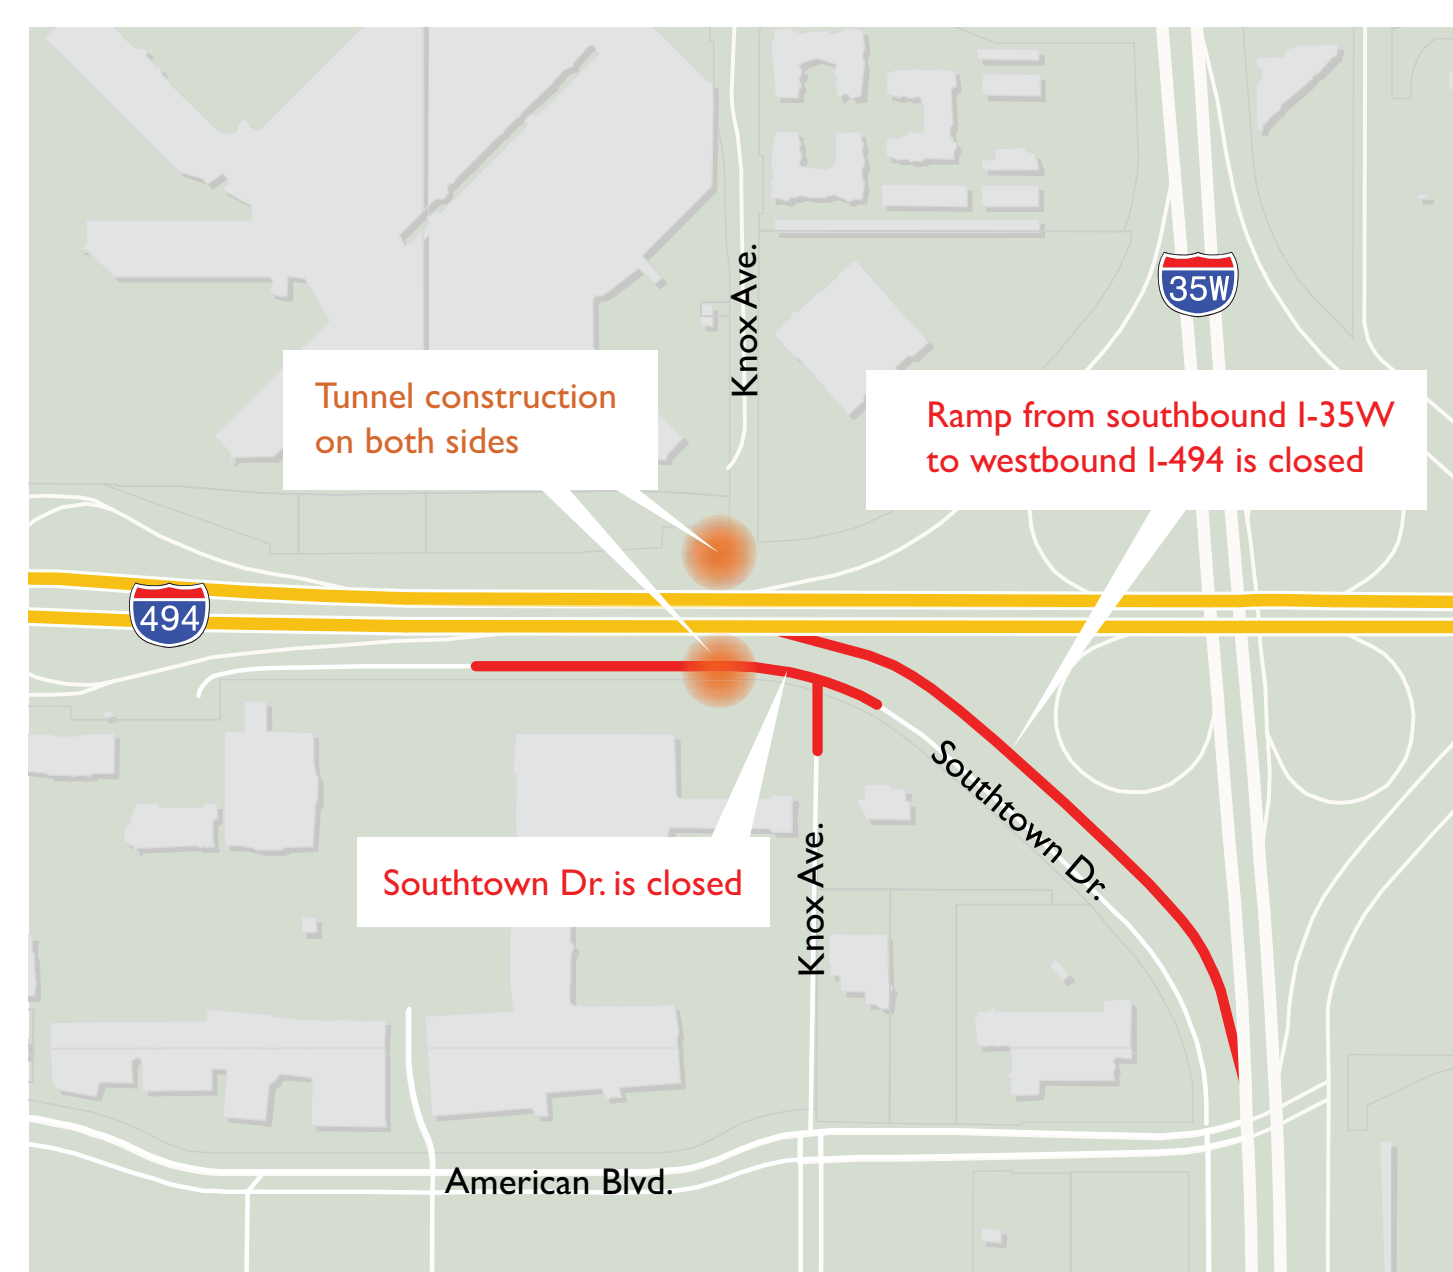 Knox Ave.
35W
Tunnel construction
on both sides
Ramp from southbound I-35W
to westbound I-494 is closed
494
Southtown Dr.
Southtown Dr. is closed
Knox Ave.
American Blvd.